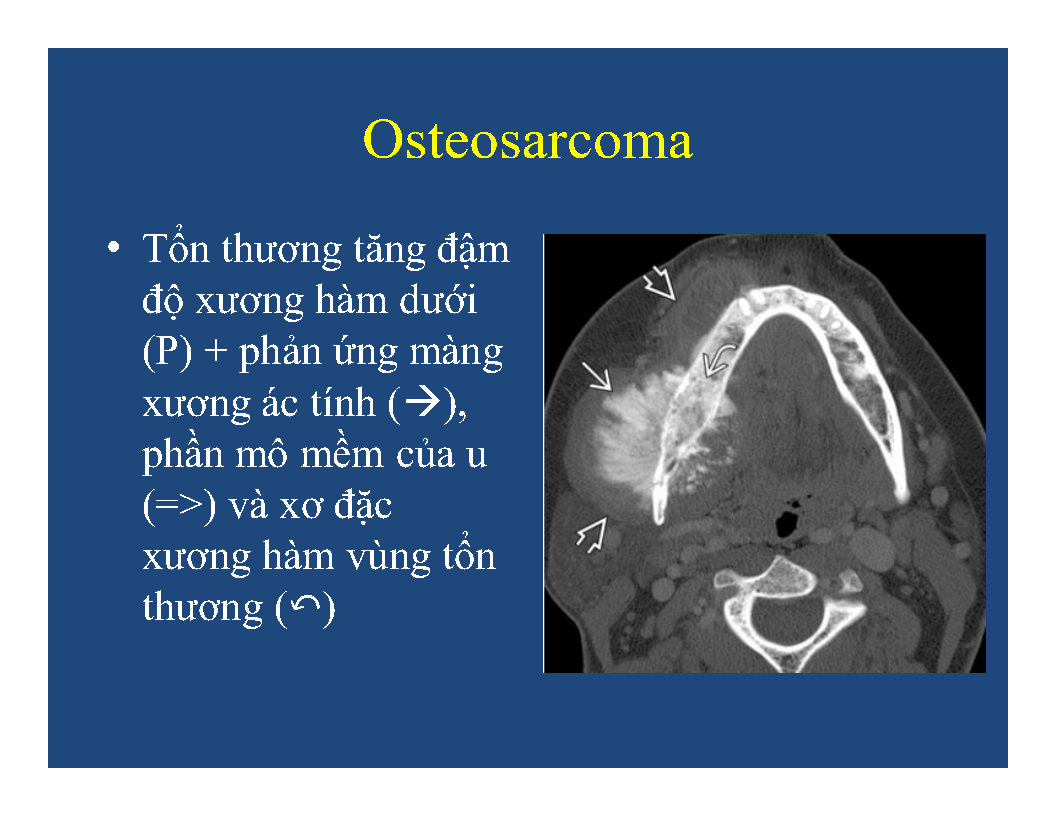 Osteosarcoma
• Tổn thương tăng đậm
độ xương hàm dưới
(P) + phản ứng màng
xương ác tính (→),
phần mô mềm của u
(=>) và xơ đặc
xương hàm vùng tổn
thương (↶)